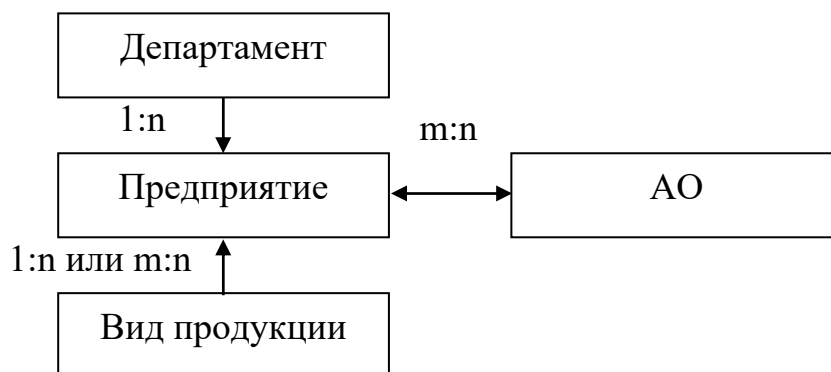 Департамент
1:n
m:n
Предприятие
АО
1:n или m:n
Вид продукции